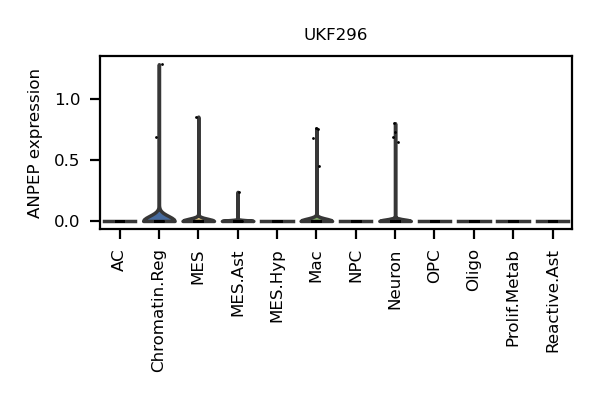 UKF296
ANPEP expression
1.0
0.5
0.0
AC
Chromatin.Reg
MES
MES.Ast
MES.Hyp
Mac
NPC
Neuron
OPC
Oligo
Prolif.Metab
Reactive.Ast